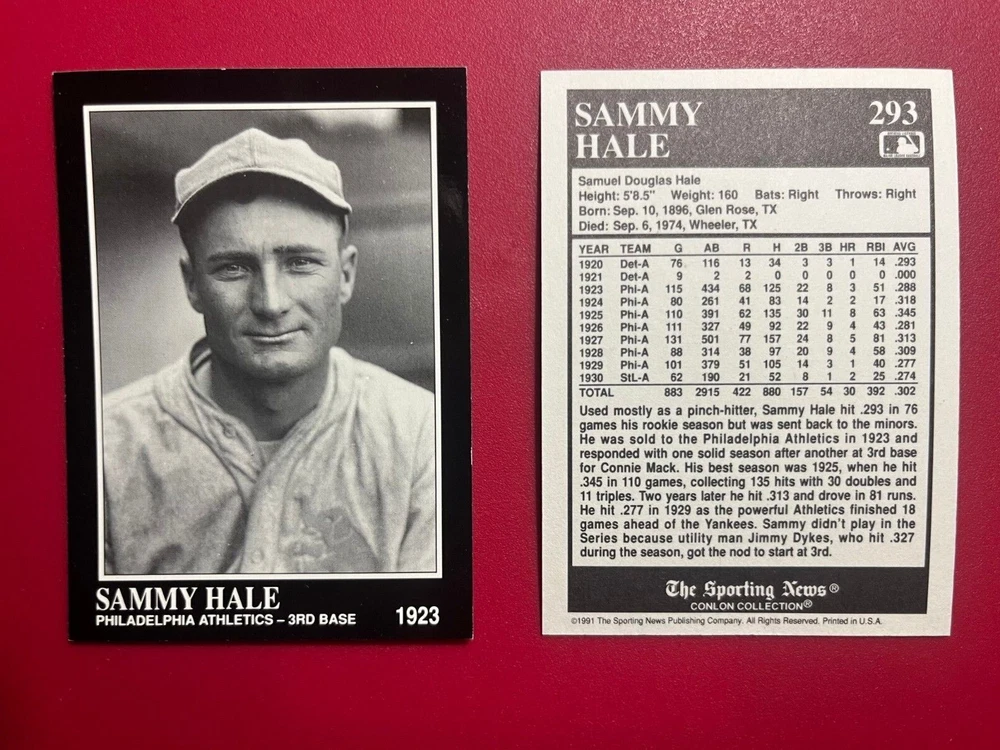 SAMMY HALE
PHILADELPHIA ATHLETICS – 3RD BASE
1923
SAMMY
HALE
293
Samuel Douglas Hale
Height: 5'8.5" Weight: 160 Bats: Right Throws: Right
Born: Sep. 10, 1896, Glen Rose, TX
Died: Sep. 6, 1974, Wheeler, TX
YEAR TEAM G AB R H 2B 3B HR RBI AVG
1920 Det-A 76 116 13 34 3 3 1 14 .293
1921 Det-A 9 2 2 0 0 0 0 0 .000
1923 Phi-A 115 434 68 125 22 8 3 51 .288
1924 Phi-A 80 261 41 83 14 2 2 17 .318
1925 Phi-A 110 391 62 135 30 11 8 63 .345
1926 Phi-A 111 327 49 92 22 9 4 43 .281
1927 Phi-A 131 501 77 157 24 8 5 81 .313
1928 Phi-A 88 314 38 97 20 9 4 58 .309
1929 Phi-A 101 379 51 105 14 3 1 40 .277
1930 StL-A 62 190 21 52 8 1 2 25 .274
TOTAL 883 2915 422 880 157 54 30 392 .302
Used mostly as a pinch-hitter, Sammy Hale hit .293 in 76
games his rookie season but was sent back to the minors.
He was sold to the Philadelphia Athletics in 1923 and
responded with one solid season after another at 3rd base
for Connie Mack. His best season was 1925, when he hit
.345 in 110 games, collecting 135 hits with 30 doubles and
11 triples. Two years later he hit .313 and drove in 81 runs.
He hit .277 in 1929 as the powerful Athletics finished 18
games ahead of the Yankees. Sammy didn't play in the
Series because utility man Jimmy Dykes, who hit .327
during the season, got the nod to start at 3rd.
The Sporting News®
CONLON COLLECTION®
©1991 The Sporting News Publishing Company. All Rights Reserved. Printed in U.S.A.